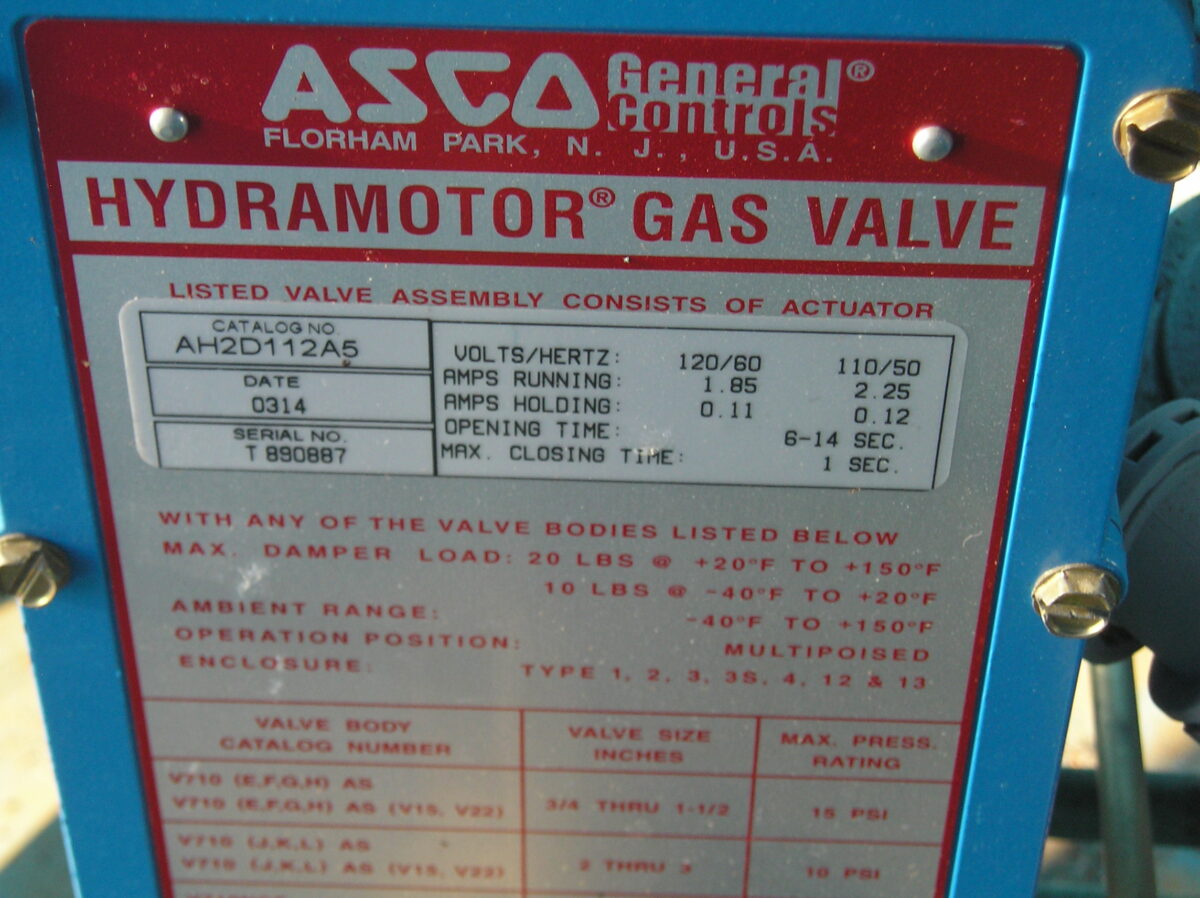 ASCO General Controls®
FLORHAM PARK, N. J., U.S.A.
HYDRAMOTOR® GAS VALVE
LISTED VALVE ASSEMBLY CONSISTS OF ACTUATOR
CATALOG NO.
AH2D112A5
DATE
0314
SERIAL NO.
T 890887
VOLTS/HERTZ: 120/60 110/50
AMPS RUNNING: 1.85 2.25
AMPS HOLDING: 0.11 0.12
OPENING TIME: 6-14 SEC.
MAX. CLOSING TIME: 1 SEC.
WITH ANY OF THE VALVE BODIES LISTED BELOW
MAX. DAMPER LOAD: 20 LBS @ +20°F TO +150°F
10 LBS @ -40°F TO +20°F
AMBIENT RANGE: -40°F TO +150°F
OPERATION POSITION: MULTIPOISED
ENCLOSURE: TYPE 1, 2, 3, 3S, 4, 12 & 13
VALVE BODY
CATALOG NUMBER
VALVE SIZE
INCHES
MAX. PRESS.
RATING
V710 (E,F,G,H) AS
V710 (E,F,G,H) AS (V15, V22) 3/4 THRU 1-1/2 15 PSI
V710 (J,K,L) AS
V710 (J,K,L) AS (V15, V22) 2 THRU 3 10 PSI